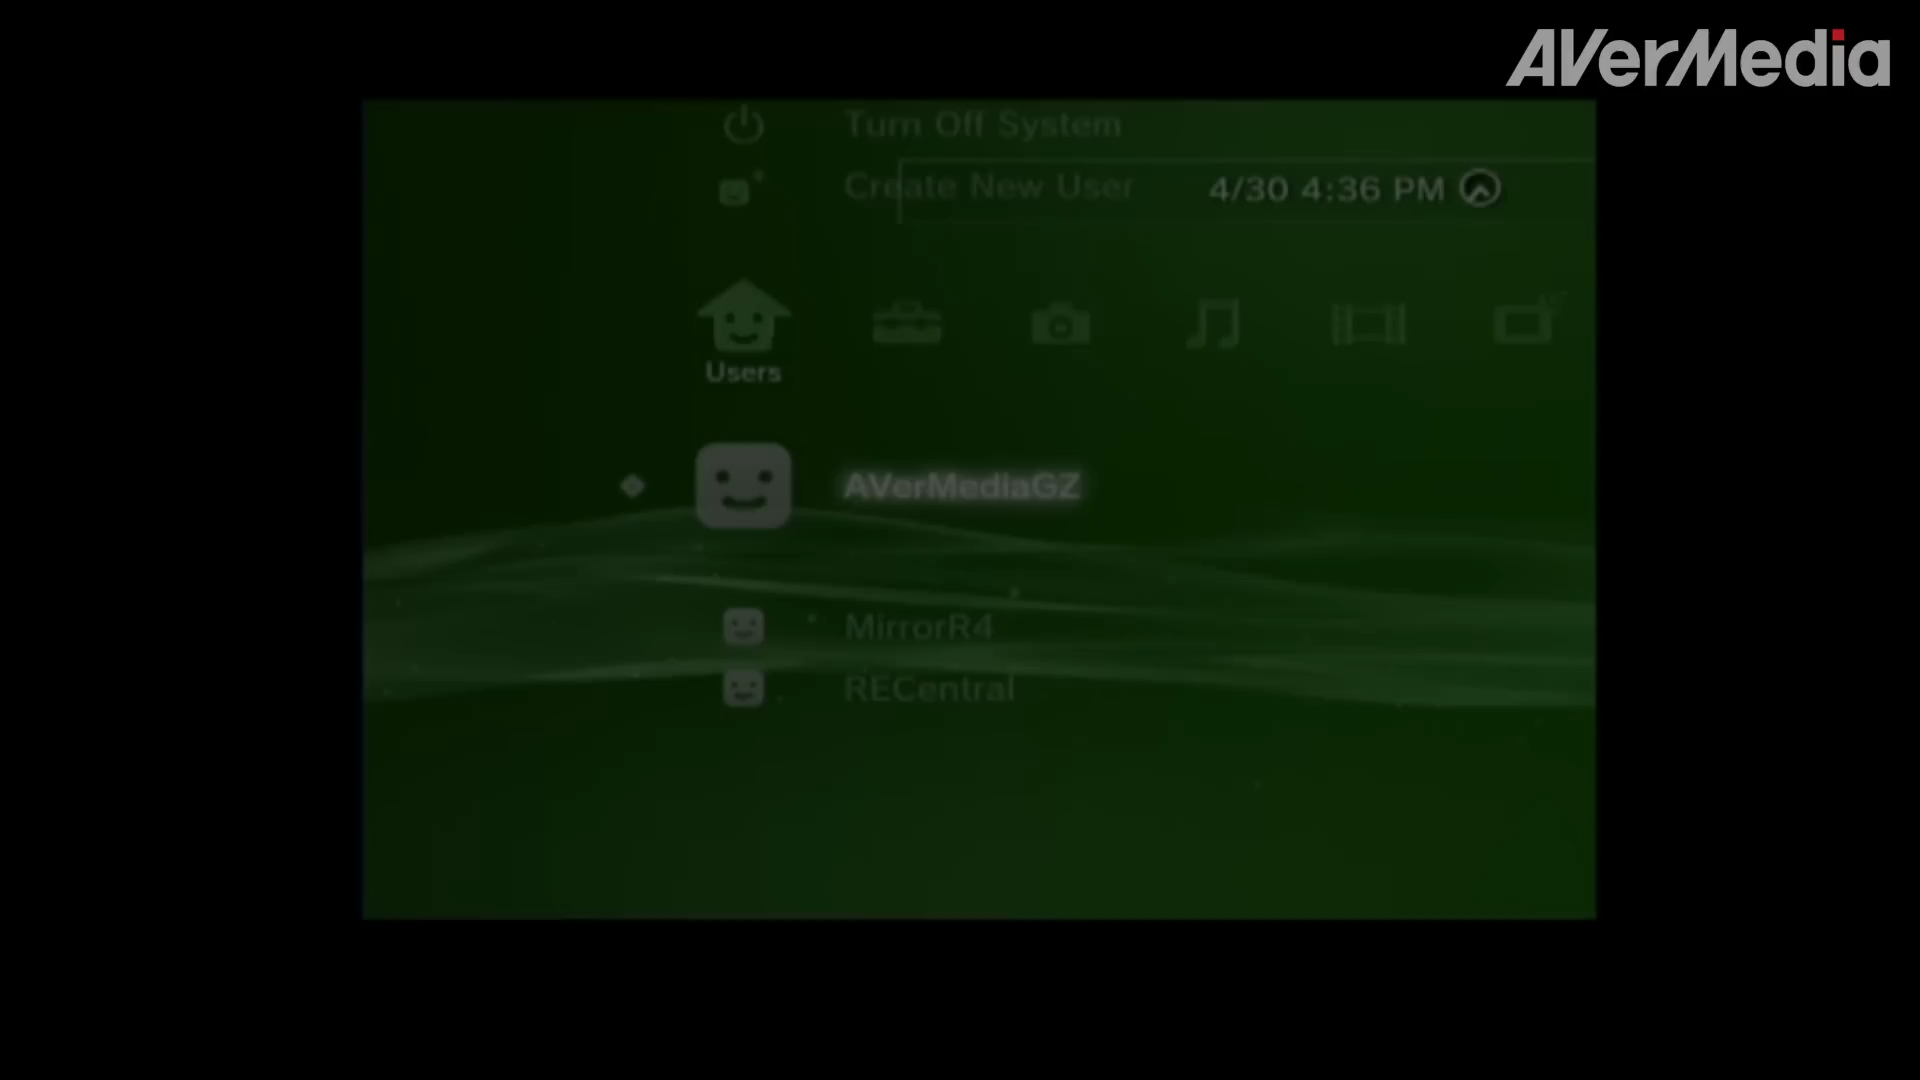 AVerMedia
Turn Off System
Create New User
4/30 4:36 PM
Users
AVerMediaGZ
MirrorR4
RECentral